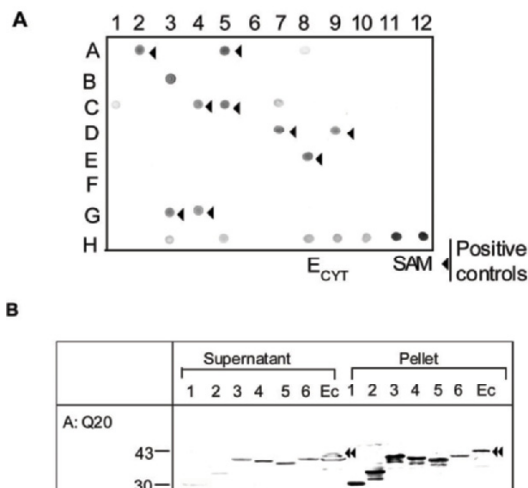 A
1 2 3 4 5 6 7 8 9 10 11 12
A
B
C
D
E
F
G
H
E CYT SAM Positive controls
B
Supernatant Pellet
1 2 3 4 5 6 Ec 1 2 3 4 5 6 Ec
A: Q20
43
30